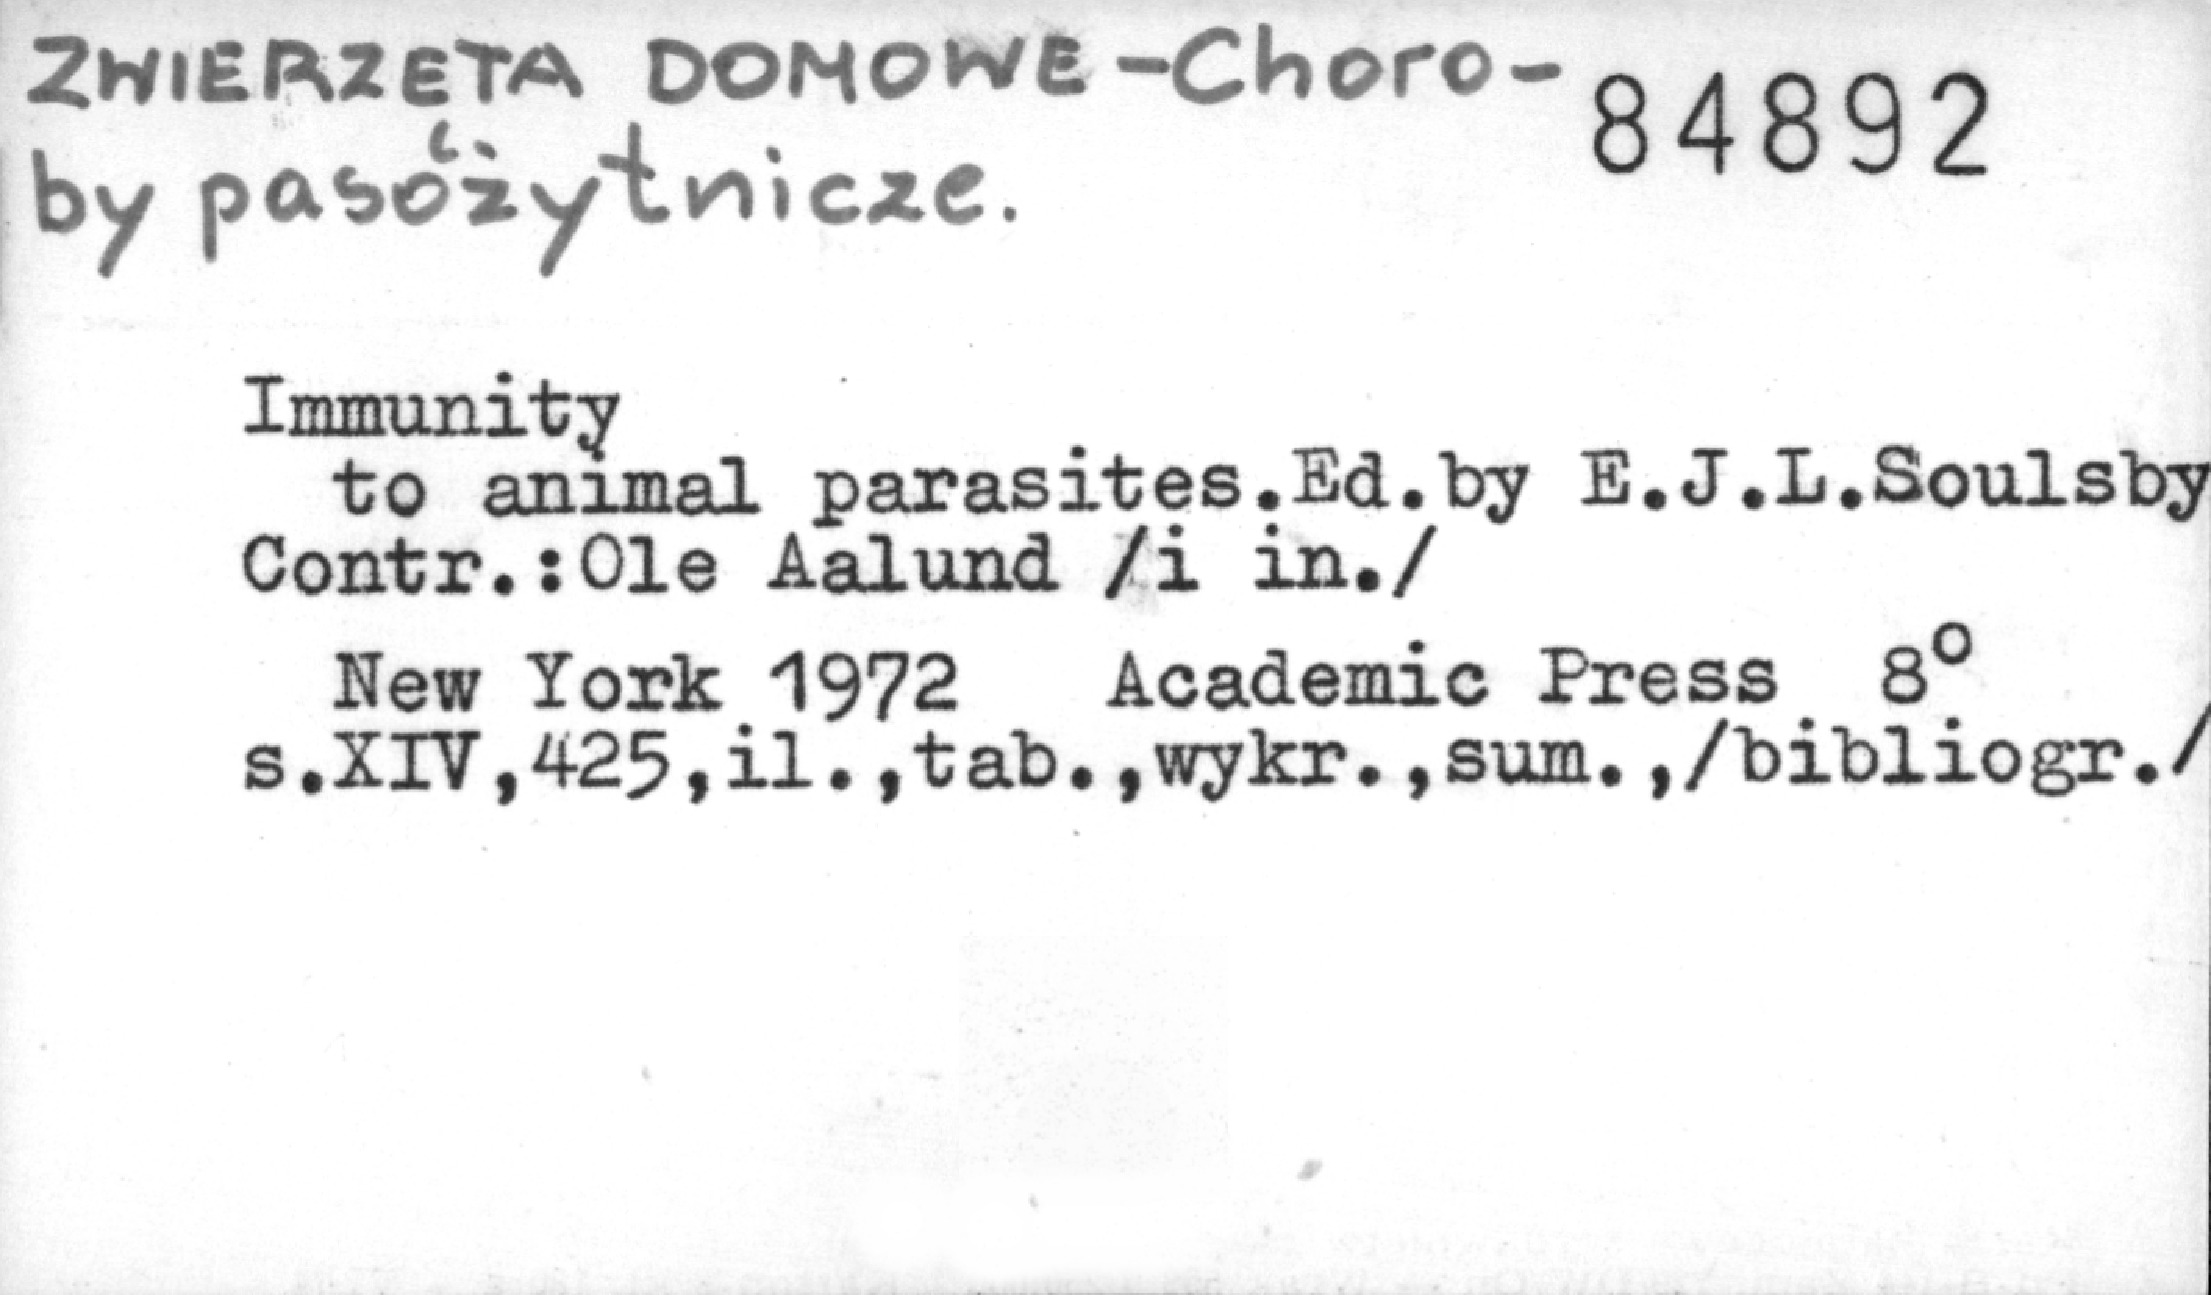 ZWIERZETA DOMOWE - Choro- 84892
by pasóżytnicze.
Immunity
to animal parasites.Ed.by E.J.L.Soulsby
Contr.:Ole Aalund /i in./
New York 1972 Academic Press 8°
s.XIV,425,il.,tab.,wykr.,sum.,/bibliogr./